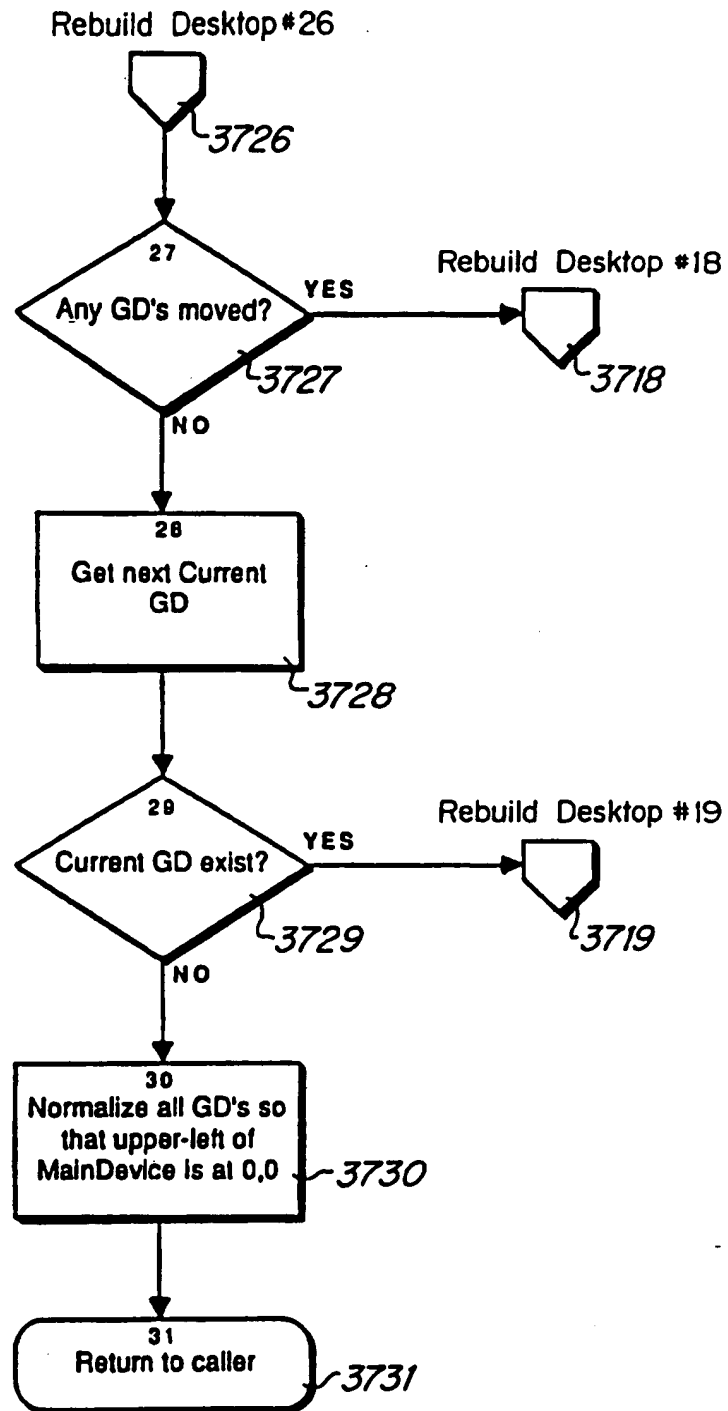 Rebuild Desktop #26
3726
27
Any GD's moved?
YES
Rebuild Desktop #18
3727
3718
NO
28
Get next Current
GD
3728
29
Current GD exist?
YES
Rebuild Desktop #19
3729
3719
NO
30
Normalize all GD's so
that upper-left of
MainDevice is at 0,0
3730
31
Return to caller
3731